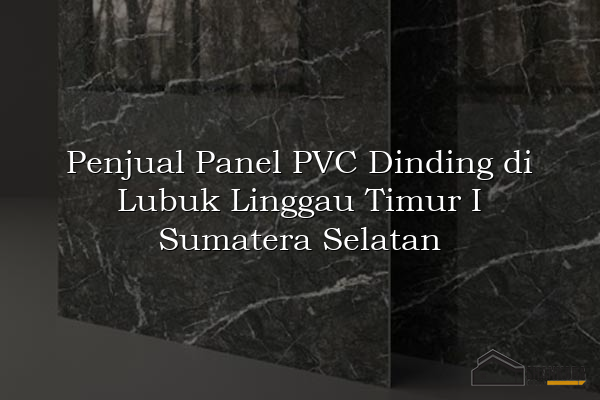 Penjual Panel PVC Dinding di
Lubuk Linggau Timur I
Sumatera Selatan